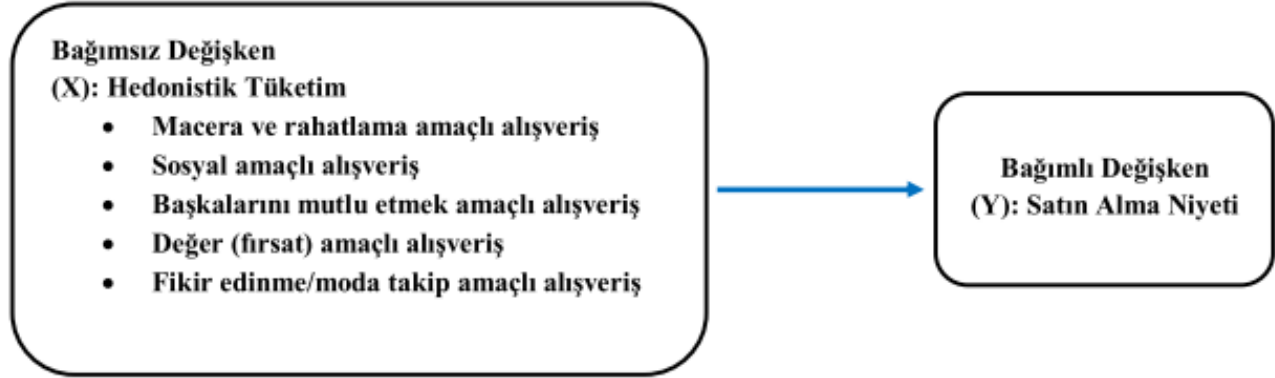 Bağımsız Değişken
(X): Hedonistik Tüketim
• Macera ve rahatlama amaçlı alışveriş
• Sosyal amaçlı alışveriş
• Başkalarını mutlu etmek amaçlı alışveriş
• Değer (fırsat) amaçlı alışveriş
• Fikir edinme/moda takip amaçlı alışveriş
Bağımlı Değişken
(Y): Satın Alma Niyeti